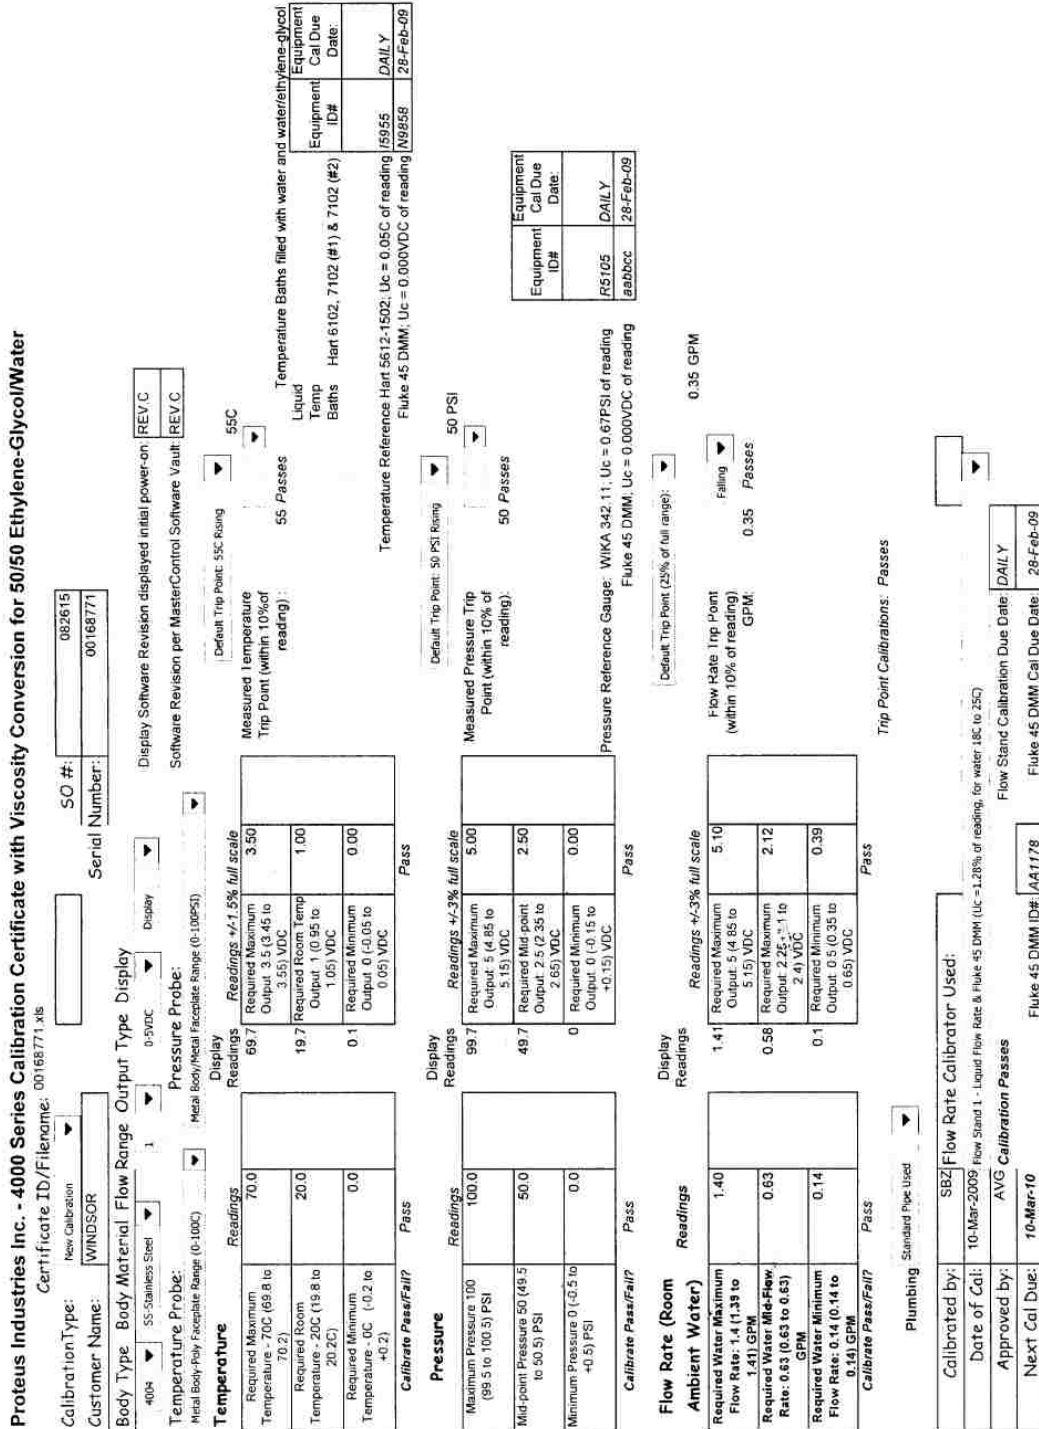 Proteus Industries Inc. - 4000 Series Calibration Certificate with Viscosity Conversion for 50/50 Ethylene-Glycol/Water
Certificate ID/Filename: 00168771.xls
Calibration Type: New Calibration
SO #: 082615
Customer Name: WINDSOR
Serial Number: 00168771
Body Type Body Material Flow Range Output Type Display
4004 SS-Stainless Steel 1 0-5VDC Display
Display Software Revision displayed initial power-on: REV.C
Software Revision per MasterControl Software Vault: REV.C
Temperature Probe:
Metal Body-Poly Faceplate Range (0-100C)
Pressure Probe:
Metal Body/Metal Faceplate Range (0-100PSI)
Temperature
Readings
Display Readings
Readings +/-1.5% full scale
Required Maximum Temperature - 70C (69.8 to 70.2) 70.0 69.7 Required Maximum Output 3.5 (3.45 to 3.55) VDC 3.50
Required Room Temperature - 20C (19.8 to 20.2C) 20.0 19.7 Required Room Temp Output 1 (0.95 to 1.05) VDC 1.00
Required Minimum Temperature - 0C (-0.2 to +0.2) 0.0 0.1 Required Minimum Output 0 (-0.05 to 0.05) VDC 0.00
Calibrate Pass/Fail? Pass Pass
Default Trip Point: 55C Rising
55C
Measured Temperature Trip Point (within 10%of reading) : 55 Passes
Temperature Baths filled with water and water/ethylene-glycol
Liquid Temp Baths Hart 6102, 7102 (#1) & 7102 (#2)
Equipment ID# Equipment Cal Due Date:
Temperature Reference Hart 5612-1502; Uc = 0.05C of reading I5955 DAILY
Fluke 45 DMM; Uc = 0.000VDC of reading N9858 28-Feb-09
Pressure
Readings
Display Readings
Readings +/-3% full scale
Maximum Pressure 100 (99.5 to 100.5) PSI 100.0 99.7 Required Maximum Output: 5 (4.85 to 5.15) VDC 5.00
Mid-point Pressure 50 (49.5 to 50.5) PSI 50.0 49.7 Required Mid-point Output: 2.5 (2.35 to 2.65) VDC 2.50
Minimum Pressure 0 (-0.5 to +0.5) PSI 0.0 0 Required Minimum Output: 0 (-0.15 to +0.15) VDC 0.00
Calibrate Pass/Fail? Pass
Default Trip Point: 50 PSI Rising
50 PSI
Measured Pressure Trip Point (within 10% of reading): 50 Passes
Equipment ID# Equipment Cal Due Date:
Pressure Reference Gauge: WIKA 342.11; Uc = 0.67PSI of reading R5105 DAILY
Fluke 45 DMM; Uc = 0.000VDC of reading aabbcc 28-Feb-09
Flow Rate (Room Ambient Water)
Readings
Display Readings
Readings +/-3% full scale
Required Water Maximum Flow Rate: 1.4 (1.39 to 1.41) GPM 1.40 1.41 Required Maximum Output: 5 (4.85 to 5.15) VDC 5.10
Required Water Mid-Flow Rate: 0.63 (0.63 to 0.63) GPM 0.63 0.58 Required Mid-point Output: 2.25 to 2.4) VDC 2.12
Required Water Minimum Flow Rate: 0.14 (0.14 to 0.14) GPM 0.14 0.1 Required Minimum Output: 0.5 (0.35 to 0.65) VDC 0.39
Calibrate Pass/Fail? Pass Pass
Default Trip Point (25% of full range):
Falling
0.35 GPM
Flow Rate Trip Point (within 10% of reading) GPM: 0.35 Passes
Trip Point Calibrations: Passes
Plumbing Standard Pipe Used
Calibrated by: SBZ Flow Rate Calibrator Used:
Date of Cal: 10-Mar-2009 Flow Stand 1 - Liquid Flow Rate & Fluke 45 DMM (Uc =1.28% of reading, for water 18C to 25C)
Approved by: AVG Calibration Passes
Flow Stand Calibration Due Date: DAILY
Next Cal Due: 10-Mar-10
Fluke 45 DMM ID#: AA1178
Fluke 45 DMM Cal Due Date: 28-Feb-09